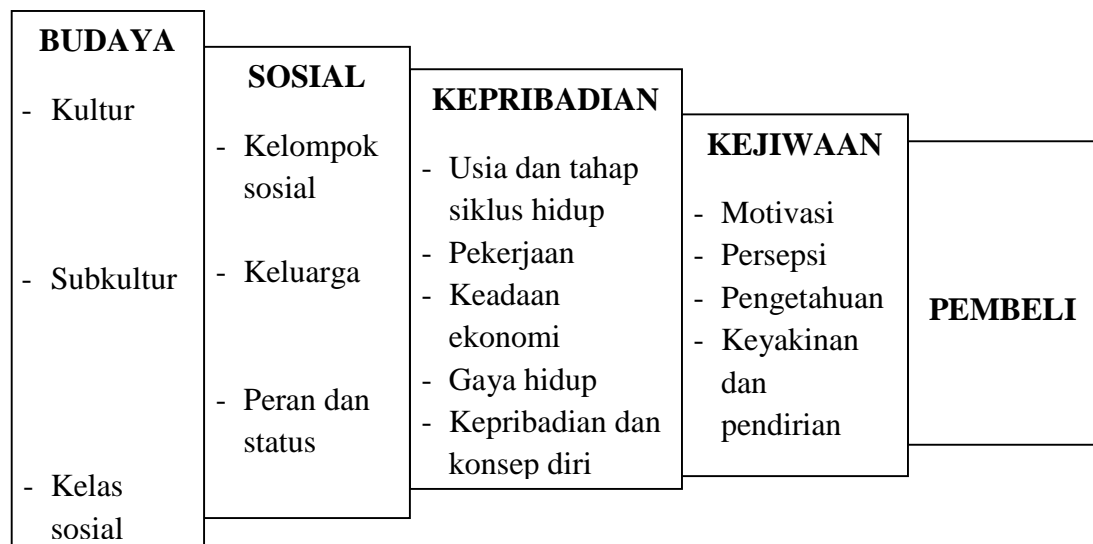 BUDAYA
- Kultur
- Subkultur
- Kelas
sosial
SOSIAL
- Kelompok
sosial
- Keluarga
- Peran dan
status
KEPRIBADIAN
- Usia dan tahap
siklus hidup
- Pekerjaan
- Keadaan
ekonomi
- Gaya hidup
- Kepribadian dan
konsep diri
KEJIWAAN
- Motivasi
- Persepsi
- Pengetahuan
- Keyakinan
dan
pendirian
PEMBELI